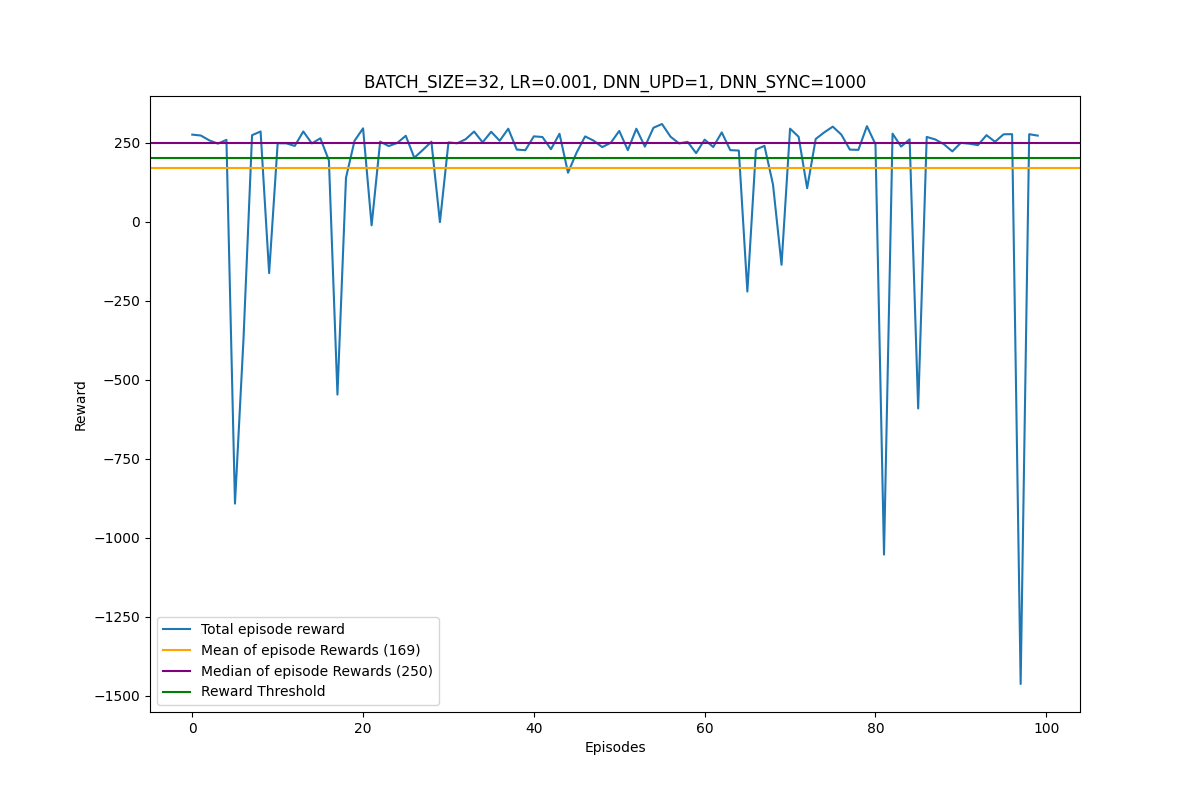 BATCH_SIZE=32, LR=0.001, DNN_UPD=1, DNN_SYNC=1000
250
0
−250
−500
−750
−1000
−1250
−1500
Reward
Total episode reward
Mean of episode Rewards (169)
Median of episode Rewards (250)
Reward Threshold
0 20 40 60 80 100
Episodes